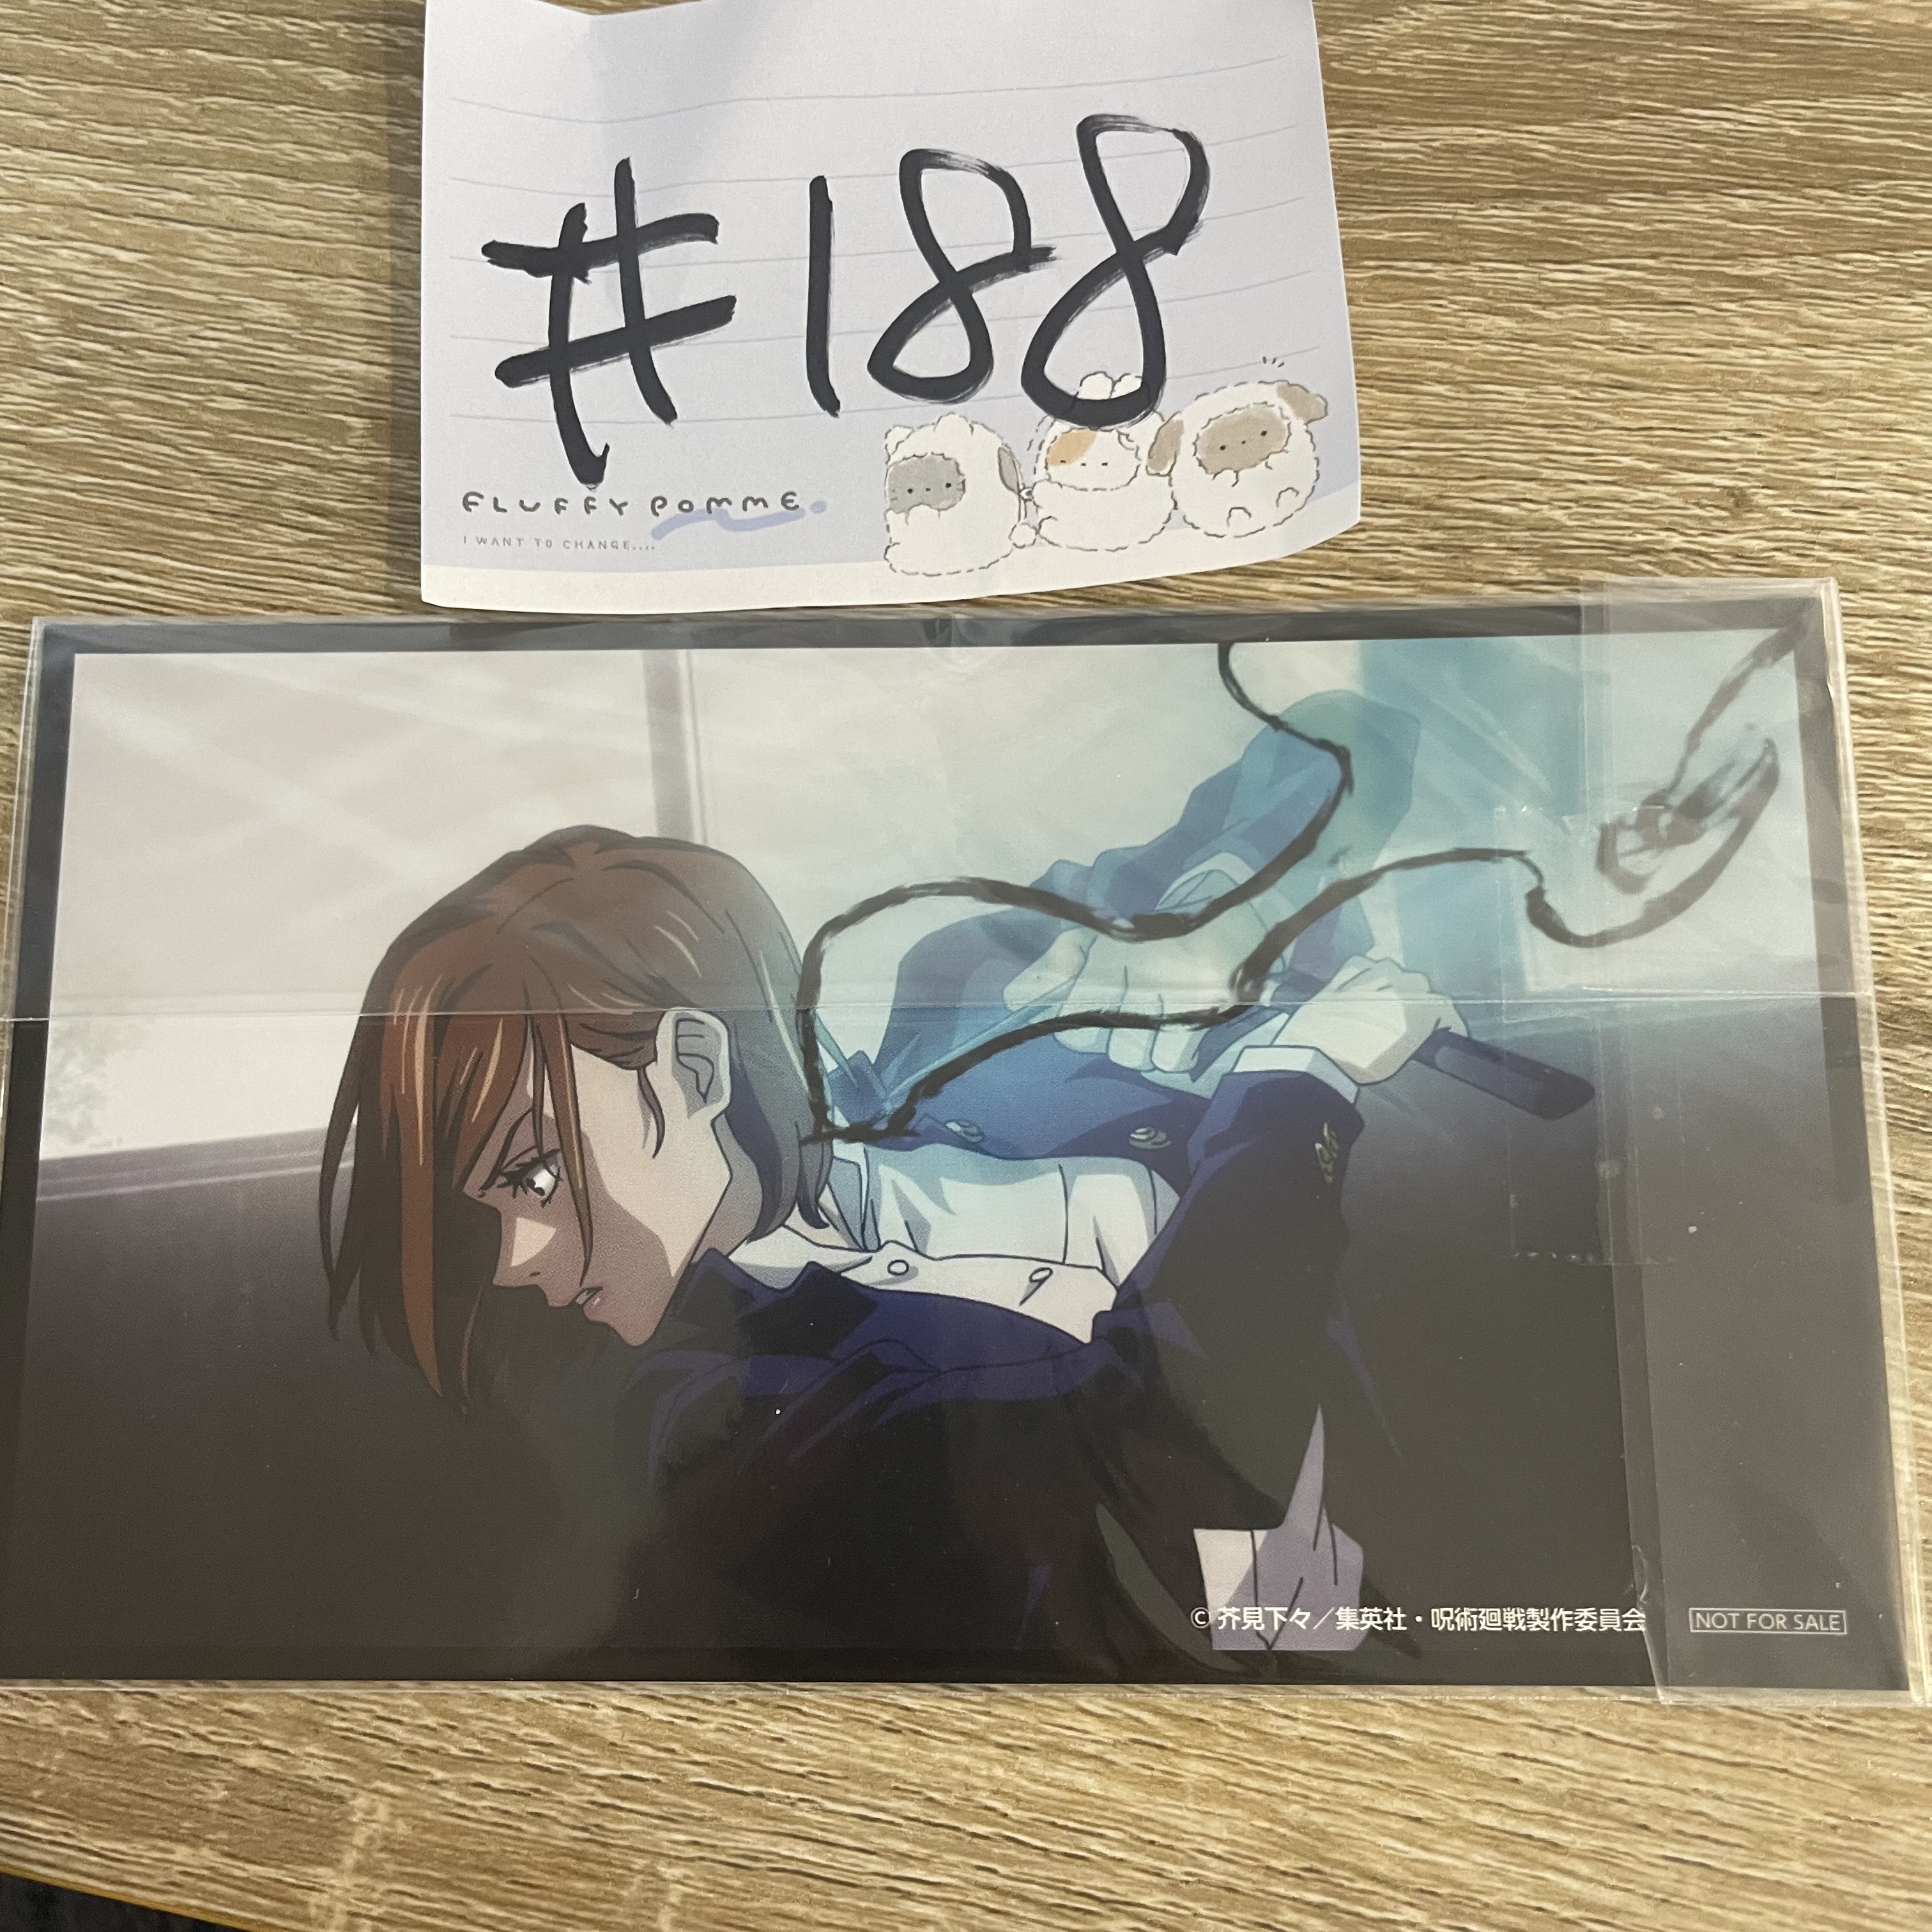 #188
FLUFFY POMME.
I WANT TO CHANGE....
© 芥見下々／集英社・呪術廻戦製作委員会
NOT FOR SALE